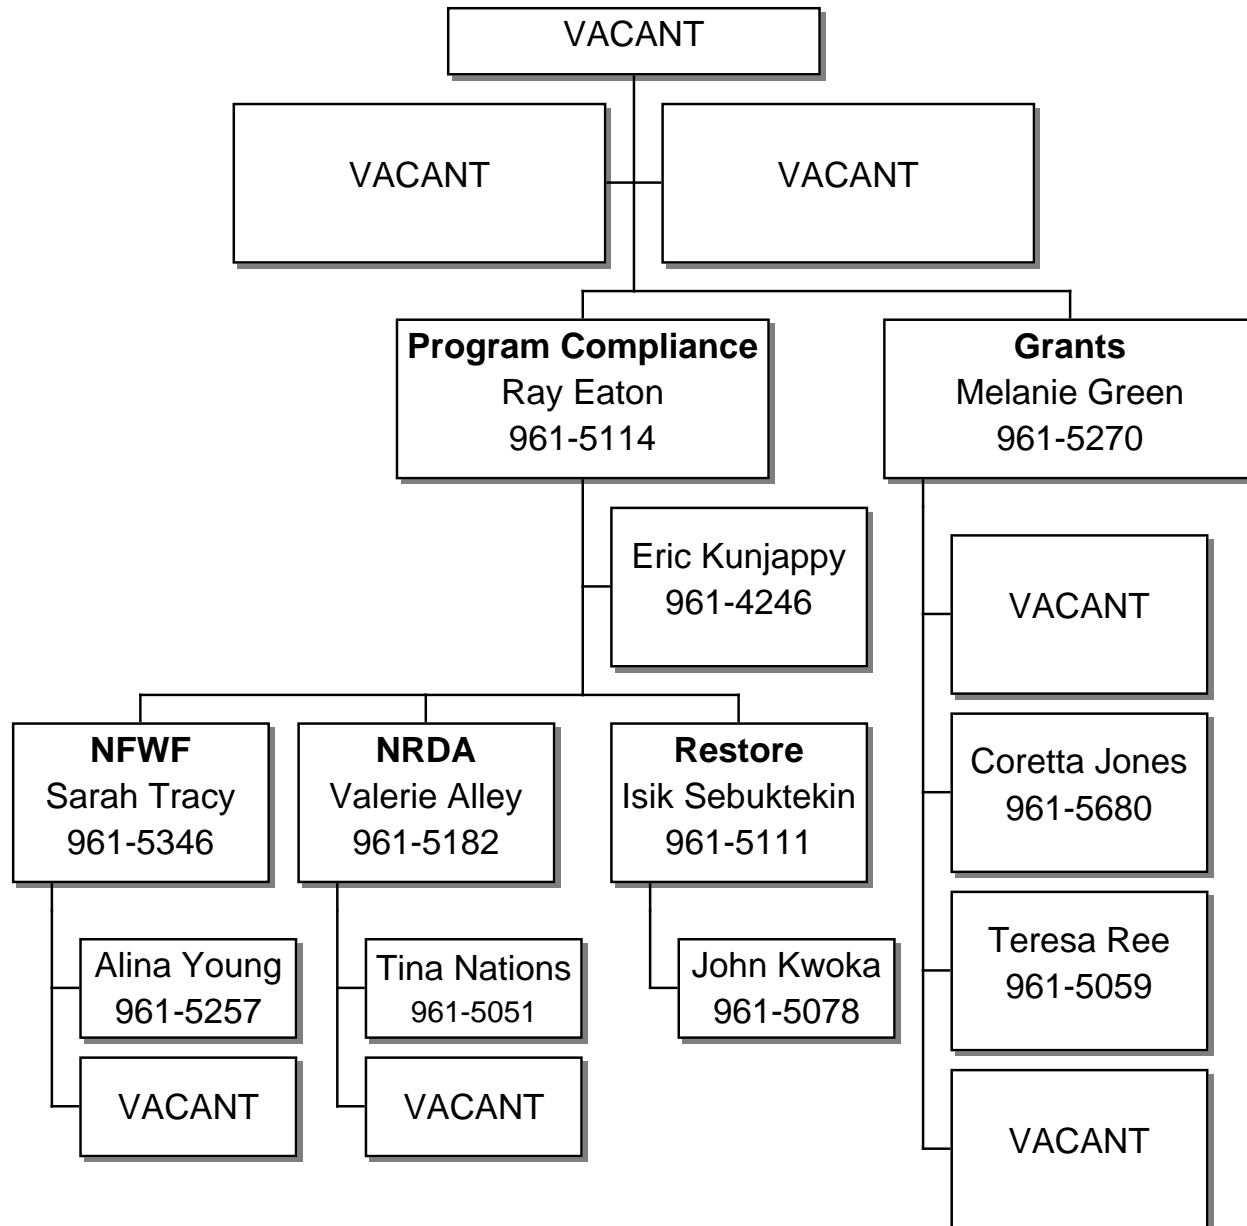 VACANT
VACANT
VACANT
Program Compliance
Ray Eaton
961-5114
Grants
Melanie Green
961-5270
Eric Kunjappy
961-4246
VACANT
Coretta Jones
961-5680
Teresa Ree
961-5059
VACANT
NFWF
Sarah Tracy
961-5346
NRDA
Valerie Alley
961-5182
Restore
Isik Sebuktekin
961-5111
Alina Young
961-5257
VACANT
Tina Nations
961-5051
VACANT
John Kwoka
961-5078